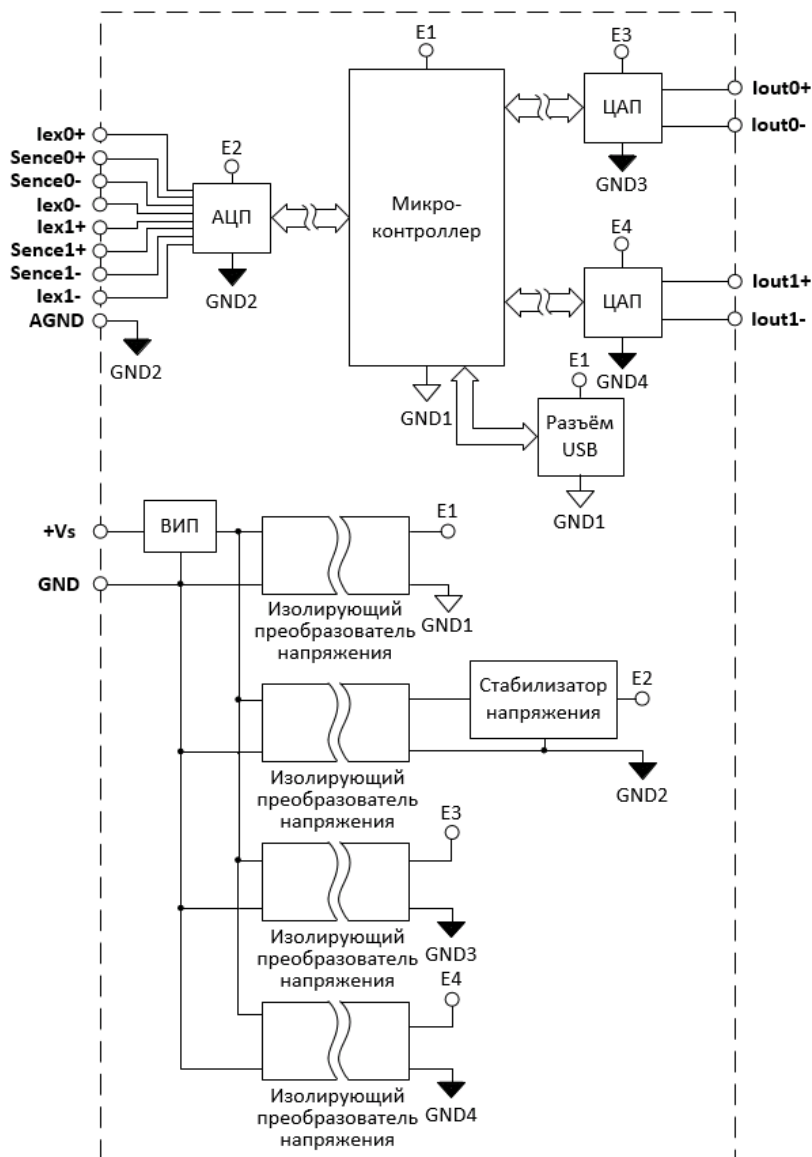 E1
E3
Iout0+
Iout0-
ЦАП
GND3
Iex0+
Sence0+
Sence0-
Iex0-
Iex1+
Sence1+
Sence1-
Iex1-
AGND
GND2
E2
АЦП
GND2
Микро-
контроллер
E4
ЦАП
Iout1+
Iout1-
GND4
GND1
E1
Разъём
USB
GND1
+Vs
GND
ВИП
E1
GND1
Изолирующий
преобразователь
напряжения
Стабилизатор
напряжения
E2
GND2
Изолирующий
преобразователь
напряжения
E3
GND3
Изолирующий
преобразователь
напряжения
E4
GND4
Изолирующий
преобразователь
напряжения